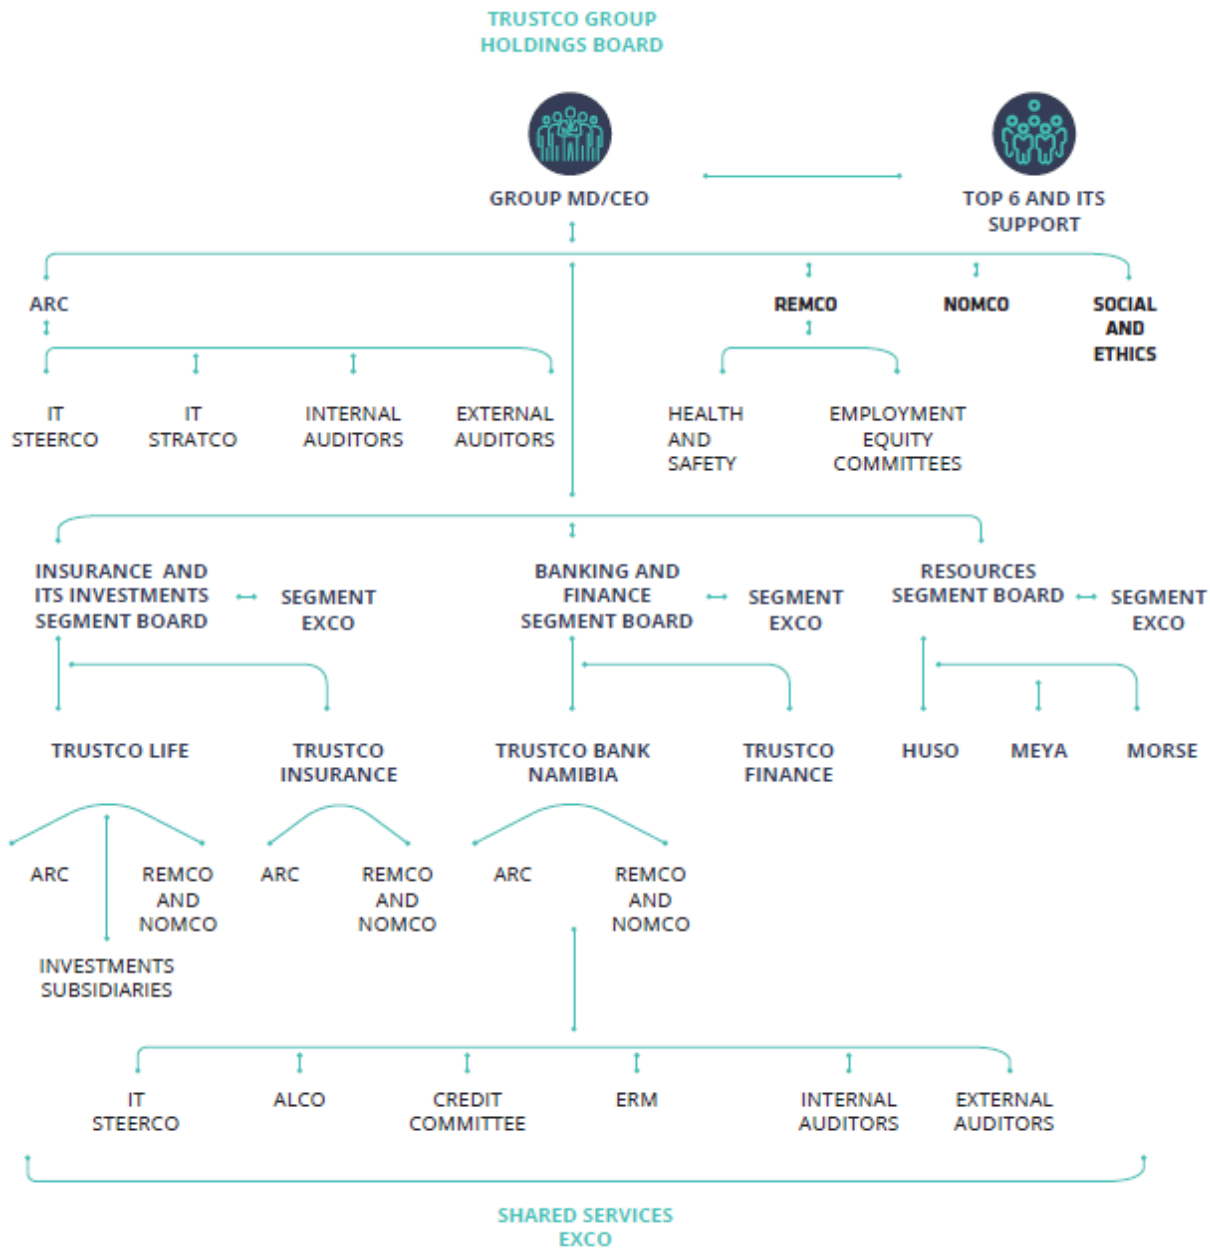 TRUSTCO GROUP
HOLDINGS BOARD
GROUP MD/CEO
TOP 6 AND ITS
SUPPORT
ARC
REMCO
NOMCO
SOCIAL
AND
ETHICS
IT
STEERCO
IT
STRATCO
INTERNAL
AUDITORS
EXTERNAL
AUDITORS
HEALTH
AND
SAFETY
EMPLOYMENT
EQUITY
COMMITTEES
INSURANCE AND
ITS INVESTMENTS
SEGMENT BOARD
SEGMENT
EXCO
BANKING AND
FINANCE
SEGMENT BOARD
SEGMENT
EXCO
RESOURCES
SEGMENT BOARD
SEGMENT
EXCO
TRUSTCO LIFE
TRUSTCO
INSURANCE
TRUSTCO BANK
NAMIBIA
TRUSTCO
FINANCE
HUSO
MEYA
MORSE
ARC
REMCO
AND
NOMCO
ARC
REMCO
AND
NOMCO
ARC
REMCO
AND
NOMCO
INVESTMENTS
SUBSIDIARIES
IT
STEERCO
ALCO
CREDIT
COMMITTEE
ERM
INTERNAL
AUDITORS
EXTERNAL
AUDITORS
SHARED SERVICES
EXCO